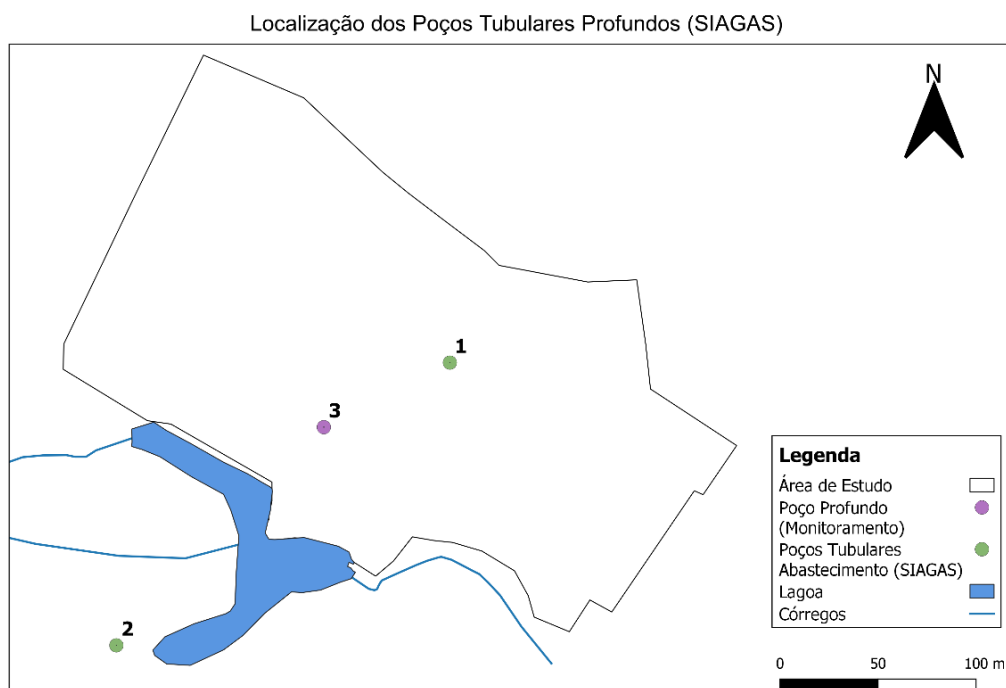 Localização dos Poços Tubulares Profundos (SIAGAS)
N
1
3
2
Legenda
Área de Estudo
Poço Profundo
(Monitoramento)
Poços Tubulares
Abastecimento (SIAGAS)
Lagoa
Córregos
0 50 100 m